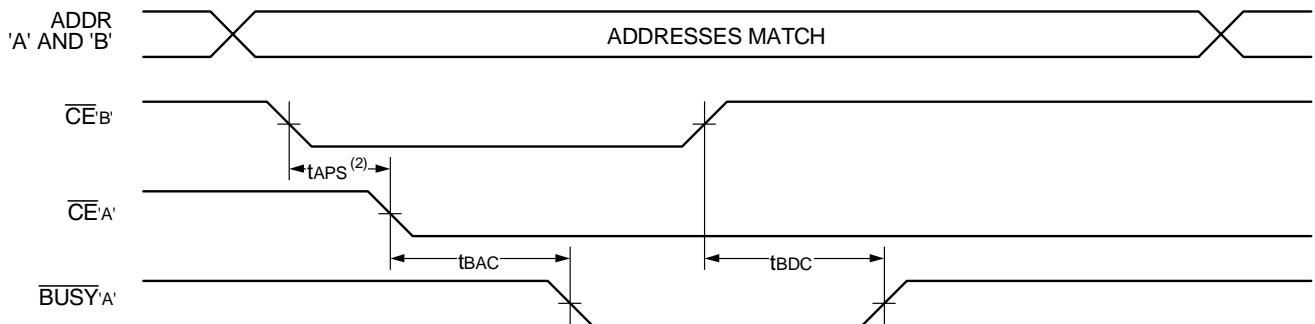 ADDR
'A' AND 'B'
ADDRESSES MATCH
CE'B'
tAPS (2)
CE'A'
tBAC
tBDC
BUSY'A'